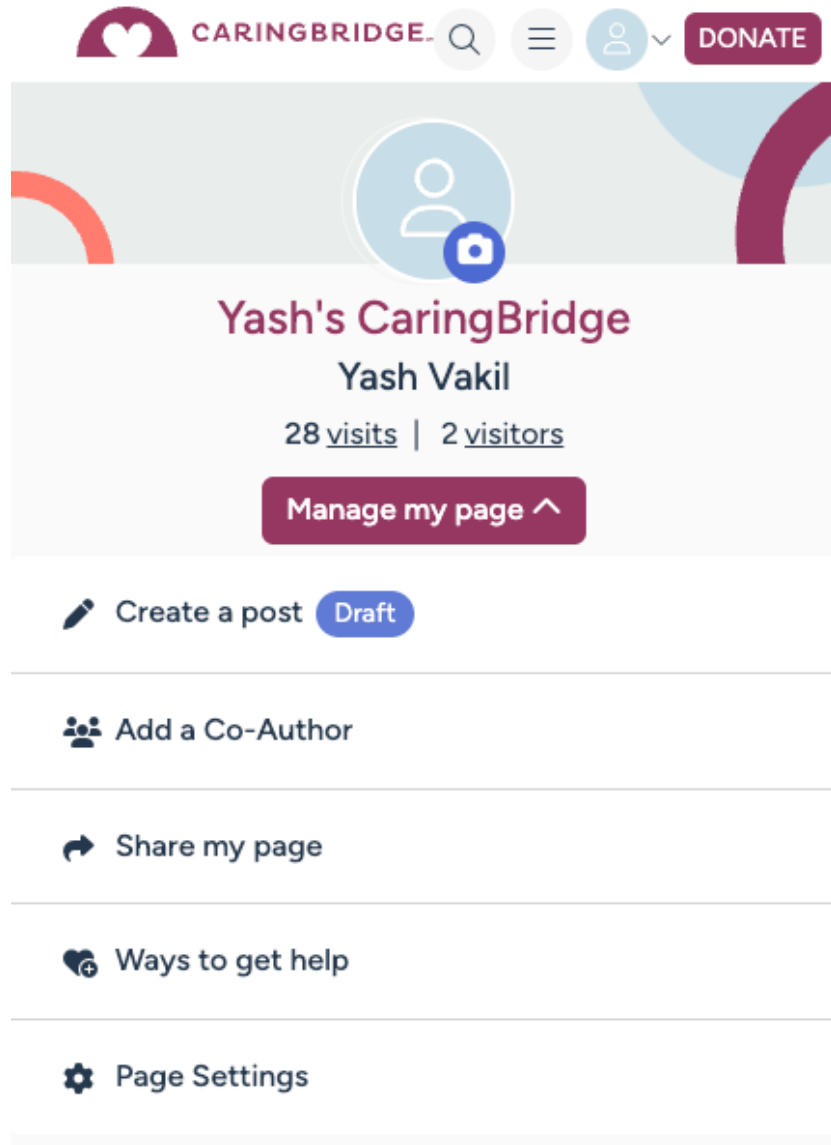 CARINGBRIDGE
DONATE
Yash's CaringBridge
Yash Vakil
28 visits | 2 visitors
Manage my page
Create a post Draft
Add a Co-Author
Share my page
Ways to get help
Page Settings